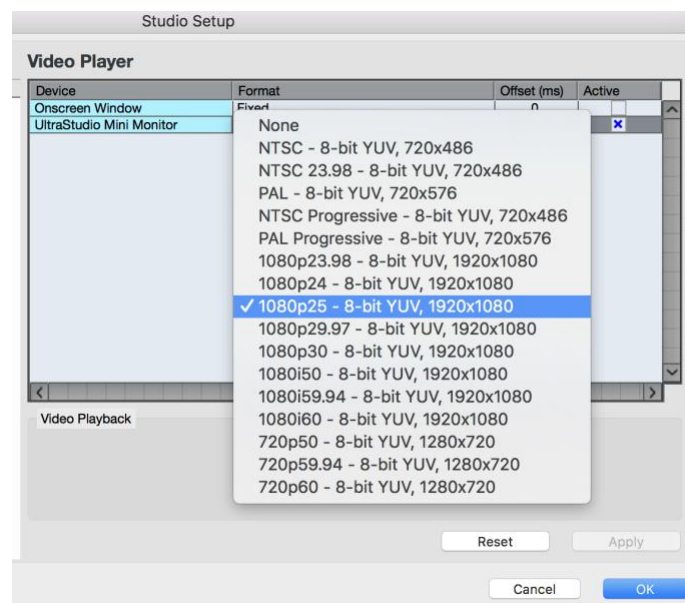 Studio Setup
Video Player
Device Format Offset (ms) Active
Onscreen Window Fixed 0
UltraStudio Mini Monitor
None
NTSC - 8-bit YUV, 720x486
NTSC 23.98 - 8-bit YUV, 720x486
PAL - 8-bit YUV, 720x576
NTSC Progressive - 8-bit YUV, 720x486
PAL Progressive - 8-bit YUV, 720x576
1080p23.98 - 8-bit YUV, 1920x1080
1080p24 - 8-bit YUV, 1920x1080
✓ 1080p25 - 8-bit YUV, 1920x1080
1080p29.97 - 8-bit YUV, 1920x1080
1080p30 - 8-bit YUV, 1920x1080
1080i50 - 8-bit YUV, 1920x1080
1080i59.94 - 8-bit YUV, 1920x1080
1080i60 - 8-bit YUV, 1920x1080
720p50 - 8-bit YUV, 1280x720
720p59.94 - 8-bit YUV, 1280x720
720p60 - 8-bit YUV, 1280x720
Video Playback
Reset Apply
Cancel OK